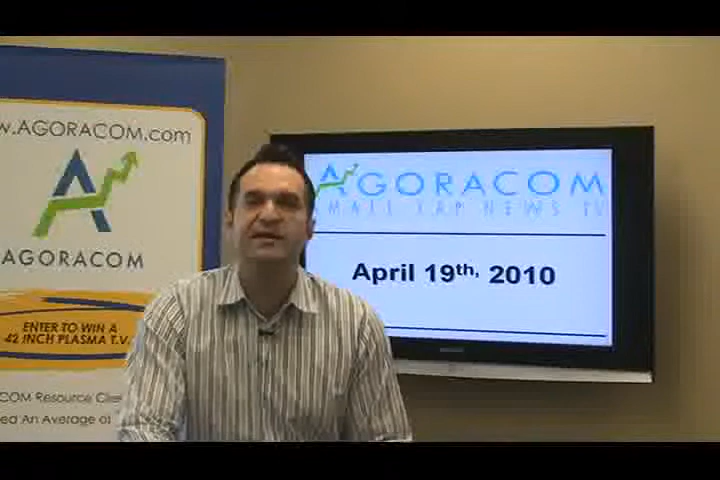 w.AGORACOM.com
AGORACOM
ENTER TO WIN A
42 INCH PLASMA T.V.
COM Resource Clie
ed An Average of
AGORACOM
SMALL CAP NEWS TV
April 19th, 2010